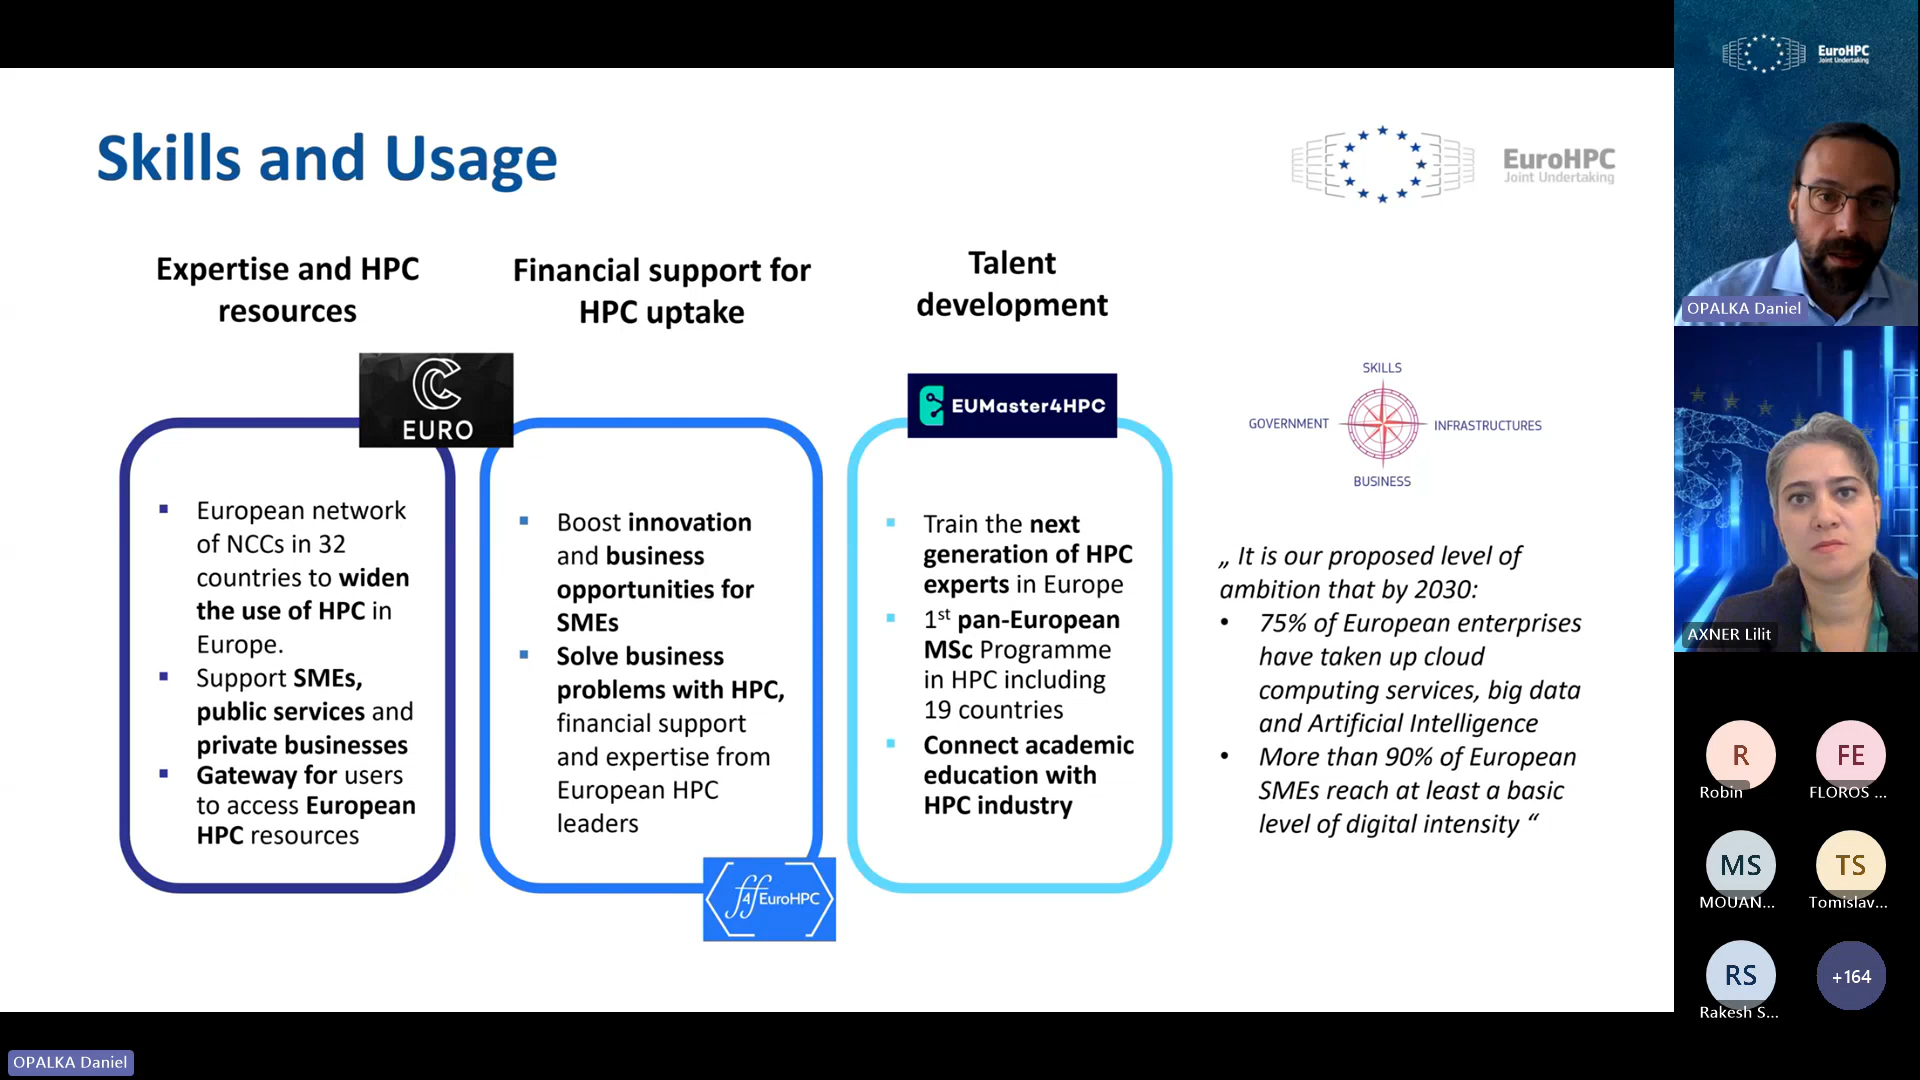 Skills and Usage
EuroHPC
Joint Undertaking
Expertise and HPC
resources
EURO
▪ European network
of NCCs in 32
countries to widen
the use of HPC in
Europe.
▪ Support SMEs,
public services and
private businesses
▪ Gateway for users
to access European
HPC resources
Financial support for
HPC uptake
▪ Boost innovation
and business
opportunities for
SMEs
▪ Solve business
problems with HPC,
financial support
and expertise from
European HPC
leaders
ff4EuroHPC
Talent
development
EUMaster4HPC
▪ Train the next
generation of HPC
experts in Europe
▪ 1st pan-European
MSc Programme
in HPC including
19 countries
▪ Connect academic
education with
HPC industry
SKILLS
GOVERNMENT
INFRASTRUCTURES
BUSINESS
„ It is our proposed level of
ambition that by 2030:
• 75% of European enterprises
have taken up cloud
computing services, big data
and Artificial Intelligence
• More than 90% of European
SMEs reach at least a basic
level of digital intensity “
EuroHPC
Joint Undertaking
OPALKA Daniel
AXNER Lilit
R
Robin
FE
FLOROS ...
MS
MOUAN...
TS
Tomislav...
RS
Rakesh S...
+164
OPALKA Daniel